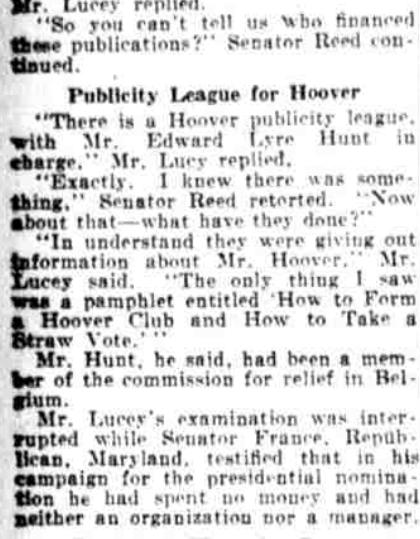 Mr. Lucey replied.
"So you can't tell us who financed
these publications?" Senator Reed con-
tinued.
Publicity League for Hoover
"There is a Hoover publicity league,
with Mr. Edward Lyre Hunt in
charge," Mr. Lucy replied.
"Exactly. I knew there was some-
thing," Senator Reed retorted. "Now
about that—what have they done?"
"In understand they were giving out
information about Mr. Hoover," Mr.
Lucey said. "The only thing I saw
was a pamphlet entitled 'How to Form
a Hoover Club and How to Take a
Straw Vote.'"
Mr. Hunt, he said, had been a mem-
ber of the commission for relief in Bel-
gium.
Mr. Lucey's examination was inter-
rupted while Senator France, Repub-
lican, Maryland, testified that in his
campaign for the presidential nomina-
tion he had spent no money and had
neither an organization nor a manager.